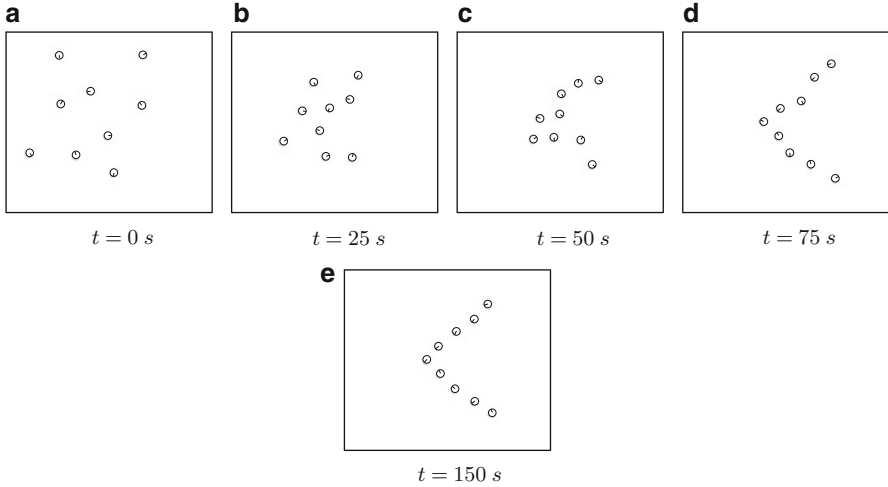 a
b
c
d
t = 0 s
t = 25 s
t = 50 s
t = 75 s
e
t = 150 s